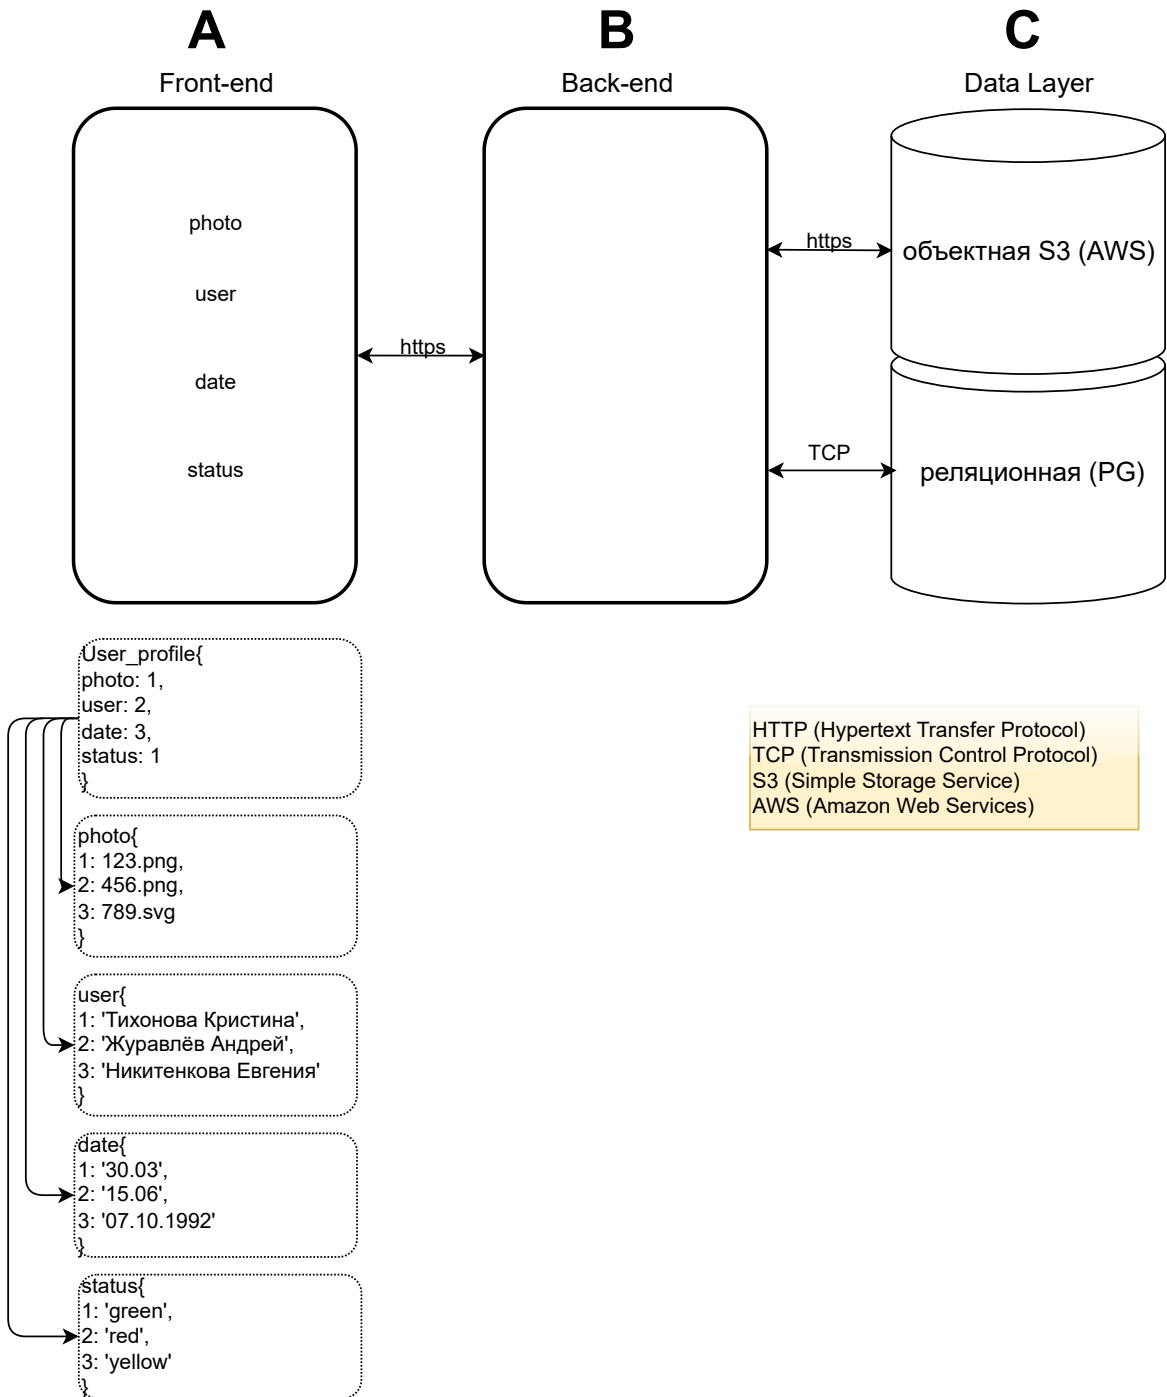 A
B
C
Front-end
Back-end
Data Layer
photo
user
date
status
https
https
TCP
объектная S3 (AWS)
реляционная (PG)
User_profile{
photo: 1,
user: 2,
date: 3,
status: 1
}
photo{
1: 123.png,
2: 456.png,
3: 789.svg
}
user{
1: 'Тихонова Кристина',
2: 'Журавлёв Андрей',
3: 'Никитенкова Евгения'
}
date{
1: '30.03',
2: '15.06',
3: '07.10.1992'
}
status{
1: 'green',
2: 'red',
3: 'yellow'
}
HTTP (Hypertext Transfer Protocol)
TCP (Transmission Control Protocol)
S3 (Simple Storage Service)
AWS (Amazon Web Services)